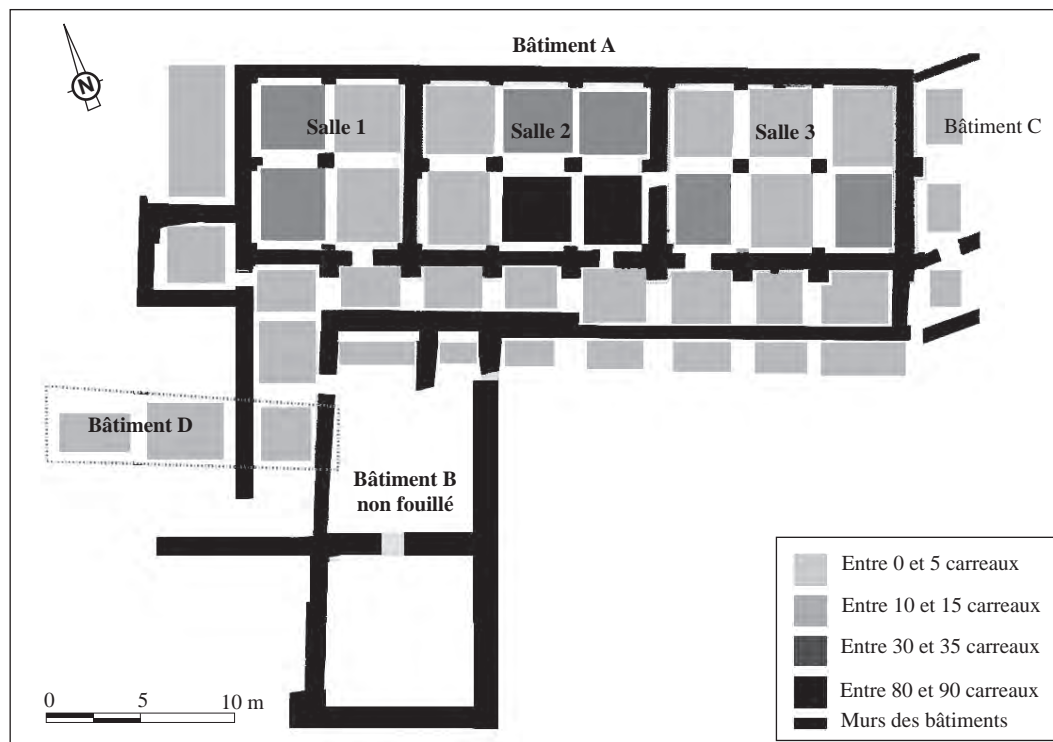 Bâtiment A
N
Salle 1
Salle 2
Salle 3
Bâtiment C
Bâtiment D
Bâtiment B
non fouillé
Entre 0 et 5 carreaux
Entre 10 et 15 carreaux
Entre 30 et 35 carreaux
Entre 80 et 90 carreaux
Murs des bâtiments
0 5 10 m